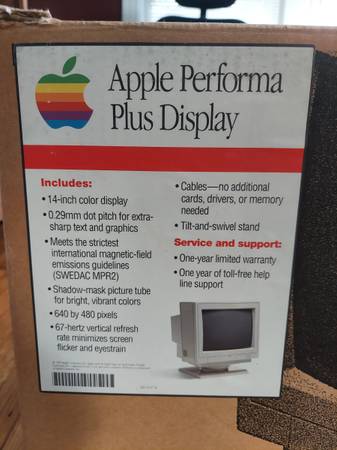 Apple Performa
Plus Display
Includes:
• 14-inch color display
• 0.29mm dot pitch for extra-
sharp text and graphics
• Meets the strictest
international magnetic-field
emissions guidelines
(SWEDAC MPR2)
• Shadow-mask picture tube
for bright, vibrant colors
• 640 by 480 pixels
• 67-hertz vertical refresh
rate minimizes screen
flicker and eyestrain
• Cables—no additional
cards, drivers, or memory
needed
• Tilt-and-swivel stand
Service and support:
• One-year limited warranty
• One year of toll-free help
line support